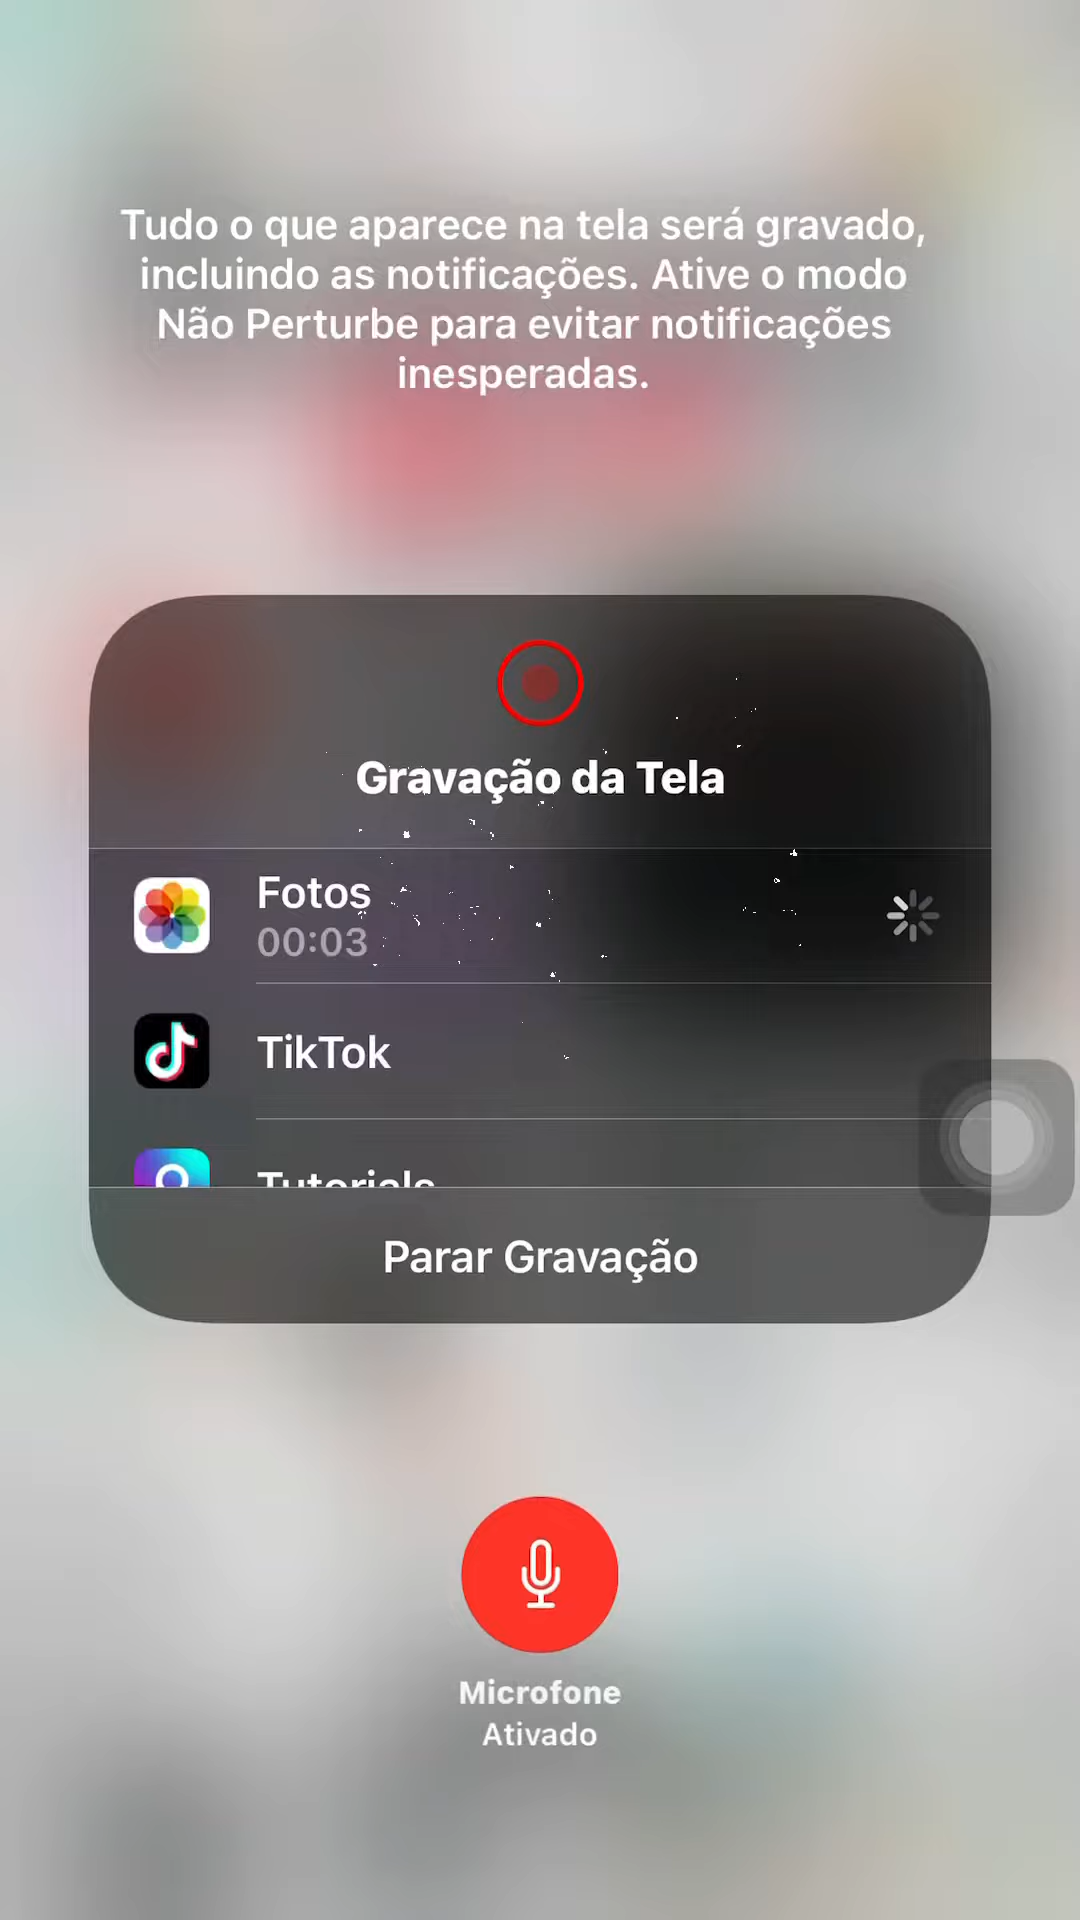 Tudo o que aparece na tela será gravado,
incluindo as notificações. Ative o modo
Não Perturbe para evitar notificações
inesperadas.
Gravação da Tela
Fotos
00:03
TikTok
Tutorials
Parar Gravação
Microfone
Ativado